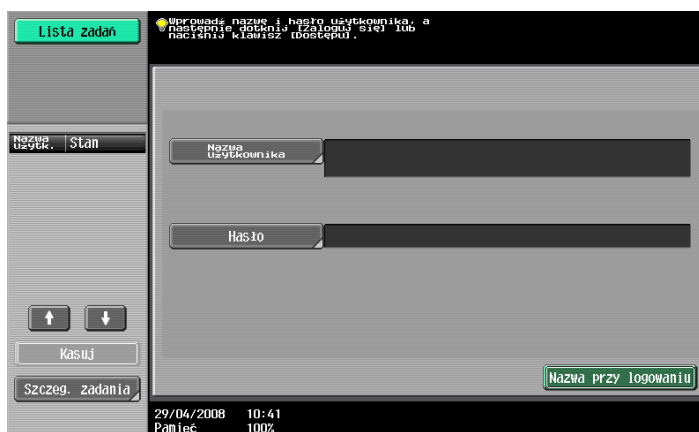 Lista zadań
Wprowadź nazwę i hasło użytkownika, a
następnie dotknij [Zaloguj się] lub
naciśnij klawisz [Dostępu].
Nazwa
użytk.
Stan
Nazwa
użytkownika
Hasło
Kasuj
Szczeg. zadania
Nazwa przy logowaniu
29/04/2008 10:41
Pamięć 100%